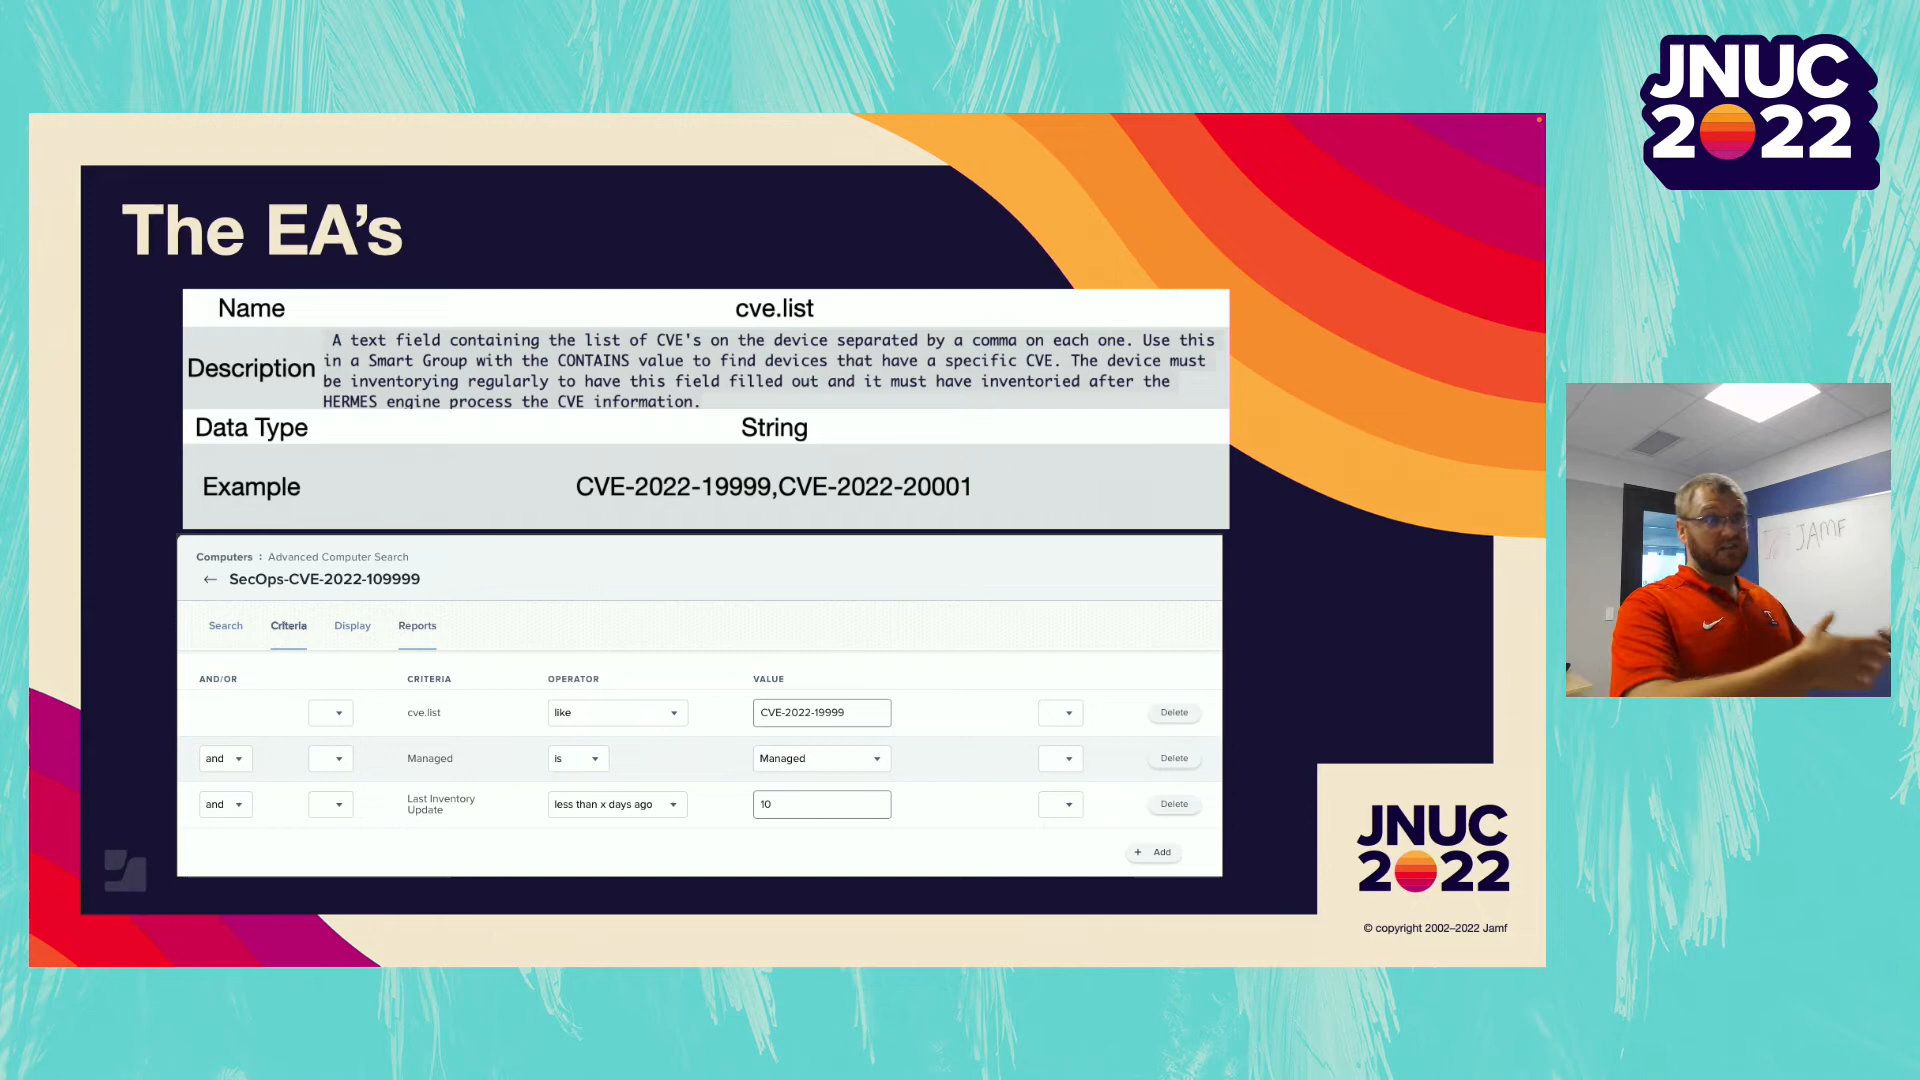 JNUC
2022
The EA's
Name cve.list
Description A text field containing the list of CVE's on the device separated by a comma on each one. Use this
in a Smart Group with the CONTAINS value to find devices that have a specific CVE. The device must
be inventorying regularly to have this field filled out and it must have inventoried after the
HERMES engine process the CVE information.
Data Type String
Example CVE-2022-19999,CVE-2022-20001
Computers : Advanced Computer Search
← SecOps-CVE-2022-109999
Search Criteria Display Reports
AND/OR CRITERIA OPERATOR VALUE
cve.list like CVE-2022-19999 Delete
and Managed is Managed Delete
and Last Inventory
Update less than x days ago 10 Delete
+ Add
JAMF
JNUC
2022
© copyright 2002–2022 Jamf